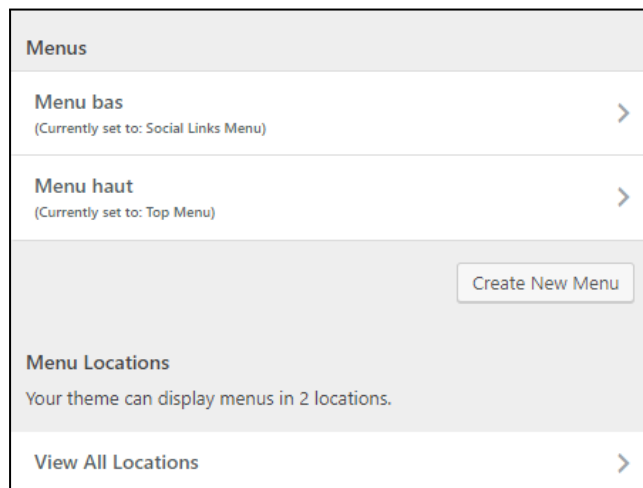 Menus
Menu bas
(Currently set to: Social Links Menu)
Menu haut
(Currently set to: Top Menu)
Create New Menu
Menu Locations
Your theme can display menus in 2 locations.
View All Locations